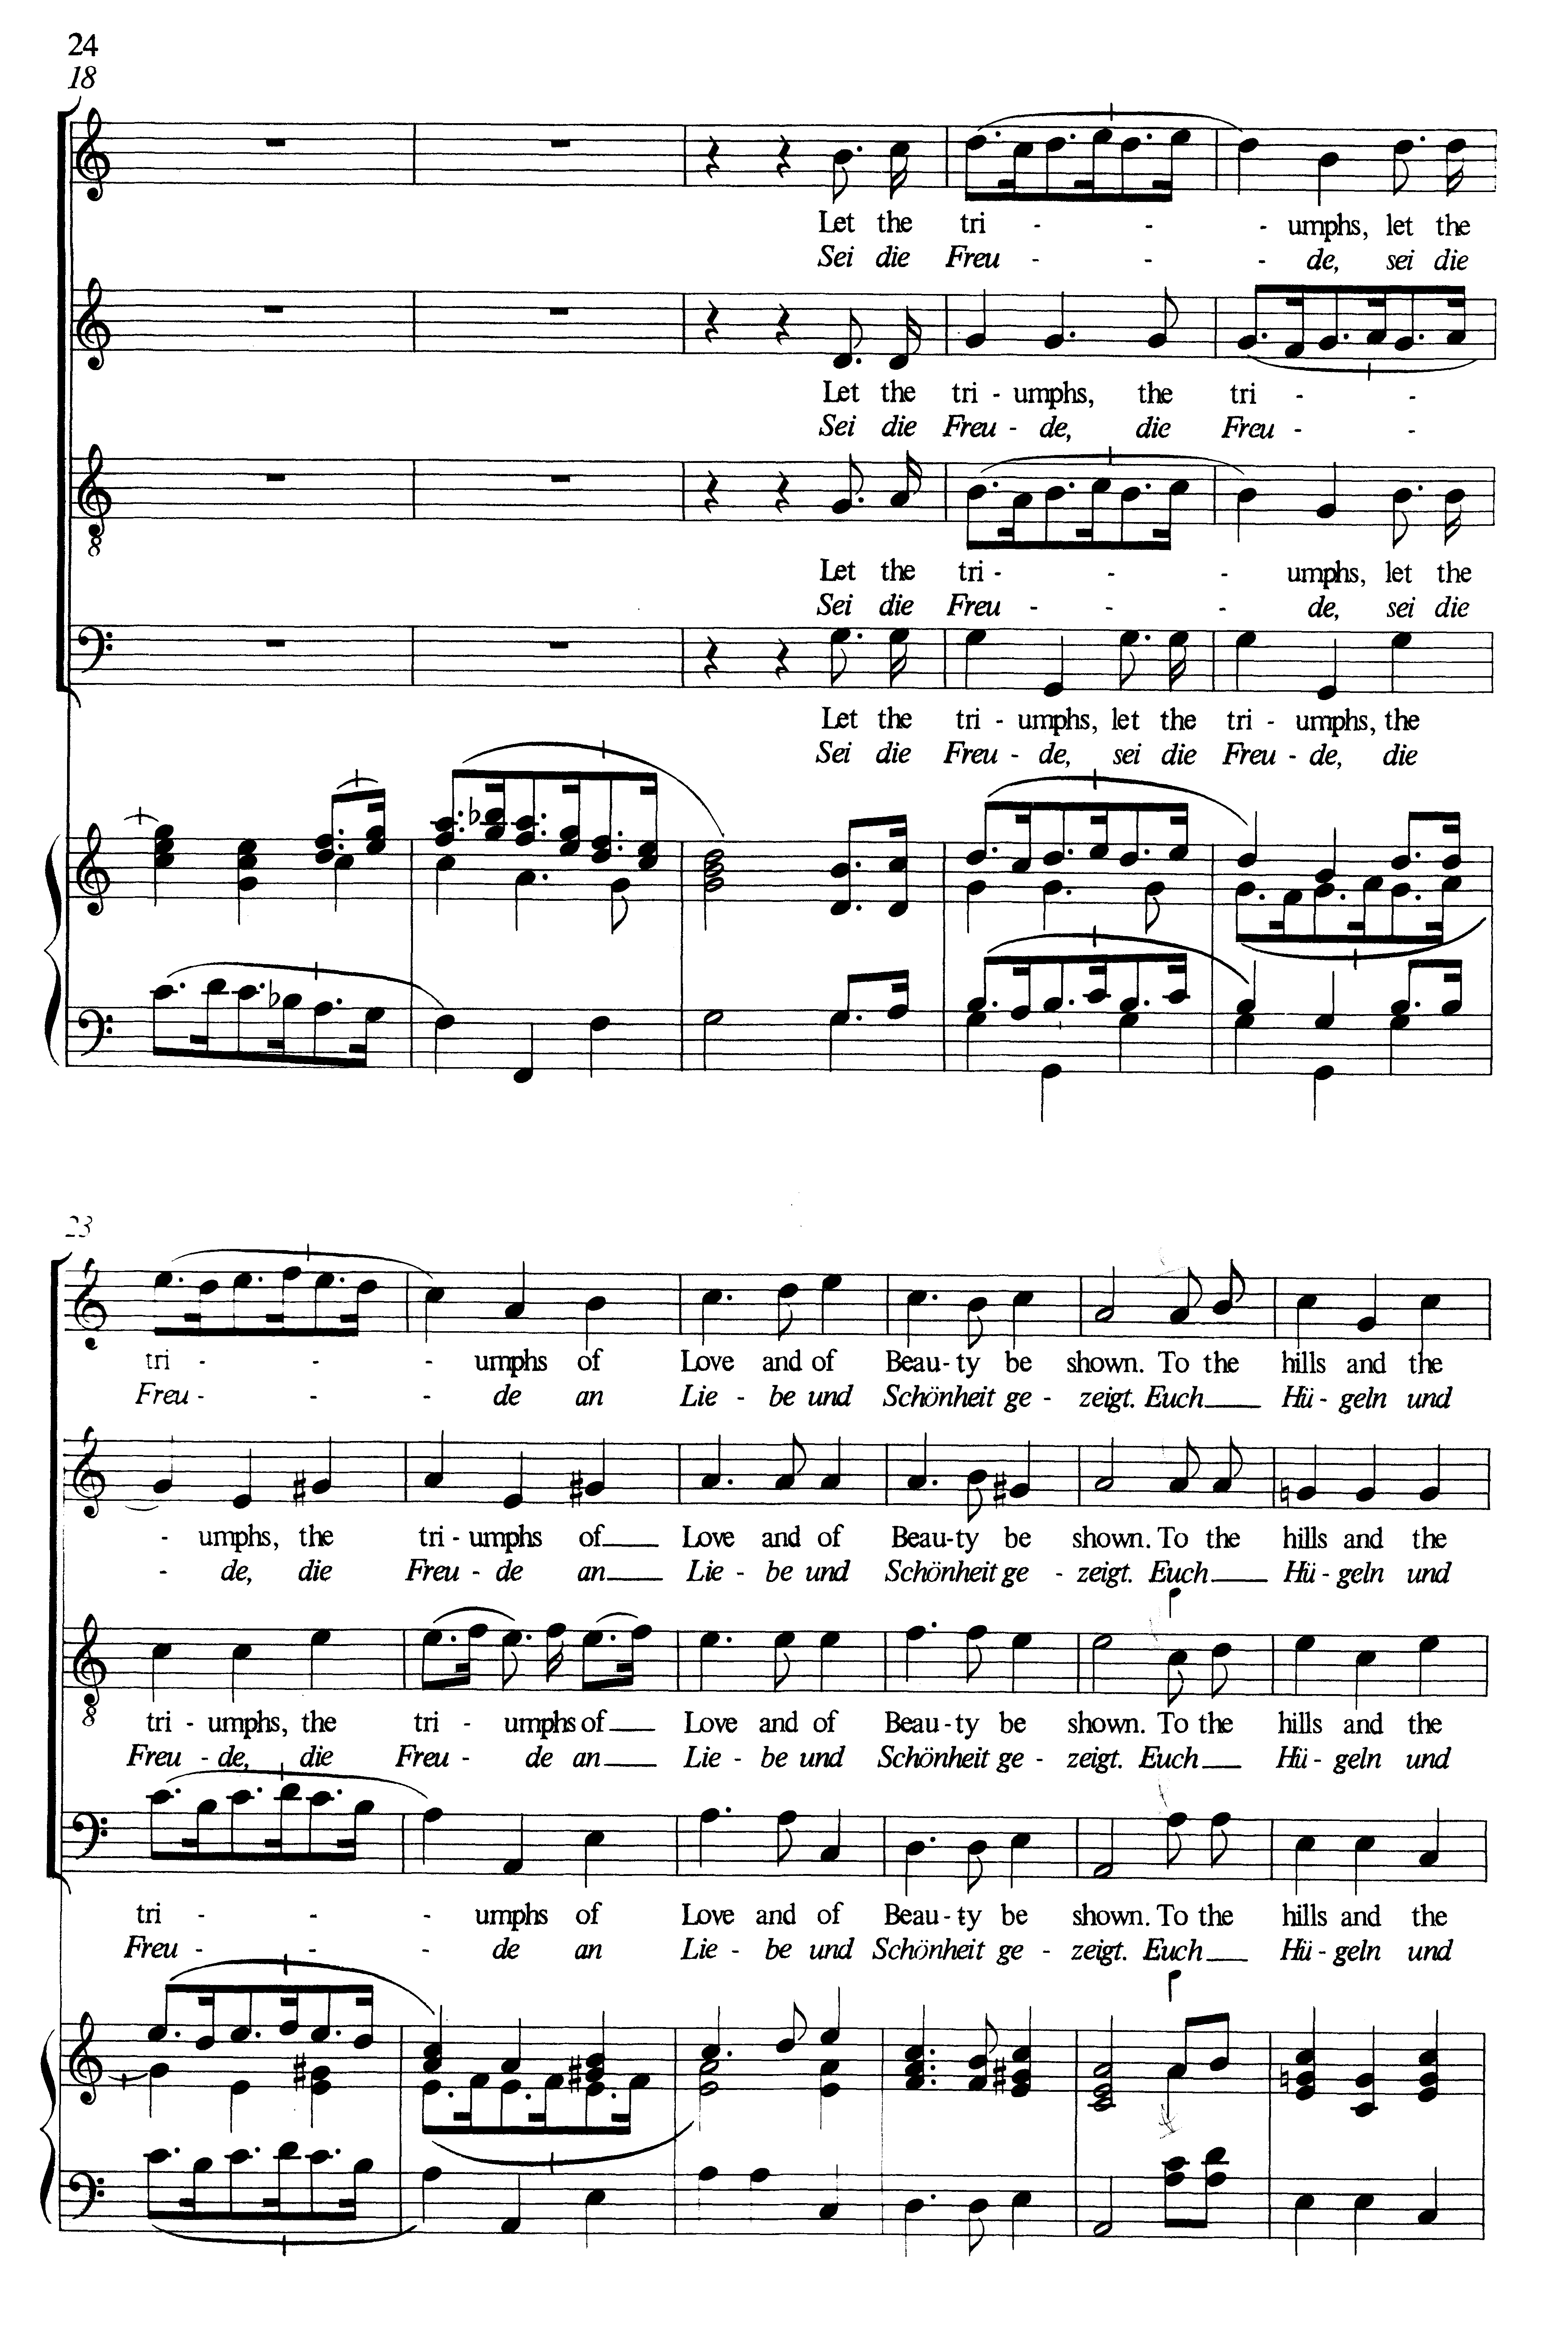 24
18
Let the tri - - - - umphs, let the
Sei die Freu - - - de, sei die
Let the tri - umphs, the tri - -
Sei die Freu - de, die Freu - -
8
Let the tri - - - umphs, let the
Sei die Freu - - - de, sei die
Let the tri - umphs, let the tri - umphs, the
Sei die Freu - de, sei die Freu - de, die
23
tri - - - umphs of Love and of Beau - ty be shown. To the hills and the
Freu - - - de an Lie - be und Schönheit ge - zeigt. Euch Hü - geln und
- umphs, the tri - umphs of Love and of Beau - ty be shown. To the hills and the
- de, die Freu - de an Lie - be und Schönheit ge - zeigt. Euch Hü - geln und
8
tri - umphs, the tri - umphs of Love and of Beau - ty be shown. To the hills and the
Freu - de, die Freu - de an Lie - be und Schönheit ge - zeigt. Euch Hü - geln und
tri - - - umphs of Love and of Beau - ty be shown. To the hills and the
Freu - - - de an Lie - be und Schönheit ge - zeigt. Euch Hü - geln und